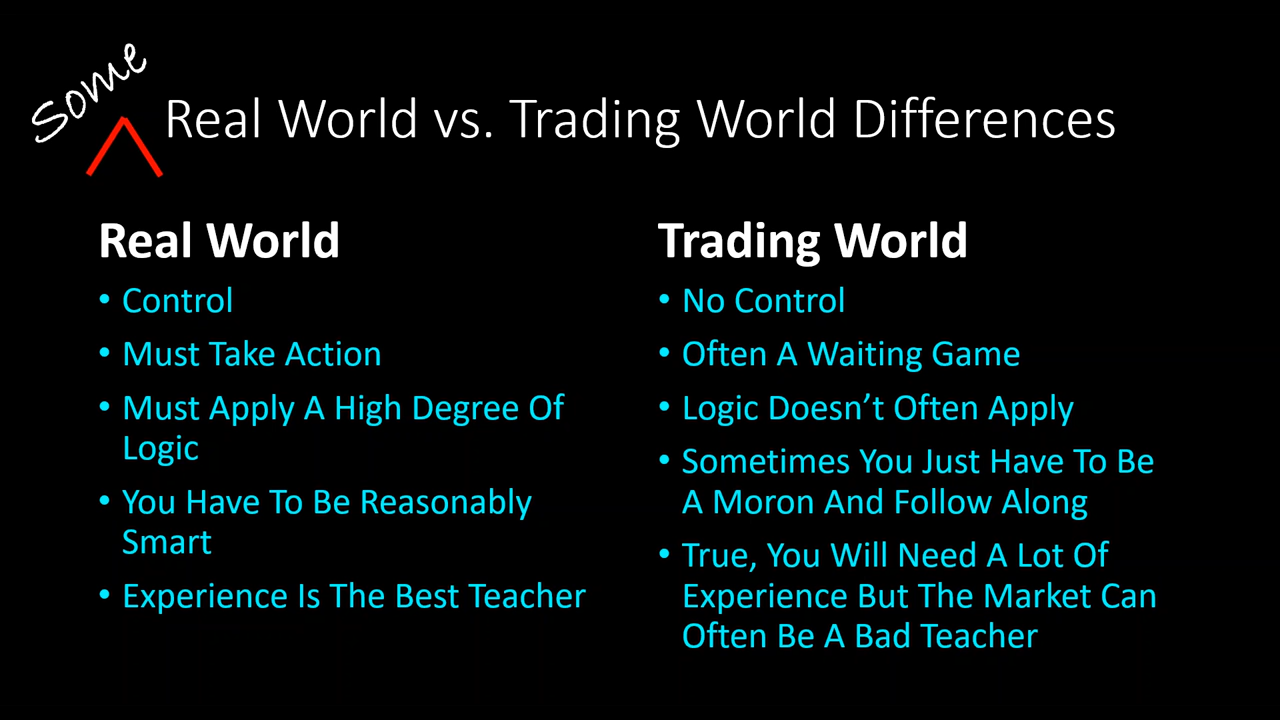 Some
Real World vs. Trading World Differences
Real World
• Control
• Must Take Action
• Must Apply A High Degree Of
Logic
• You Have To Be Reasonably
Smart
• Experience Is The Best Teacher
Trading World
• No Control
• Often A Waiting Game
• Logic Doesn’t Often Apply
• Sometimes You Just Have To Be
A Moron And Follow Along
• True, You Will Need A Lot Of
Experience But The Market Can
Often Be A Bad Teacher